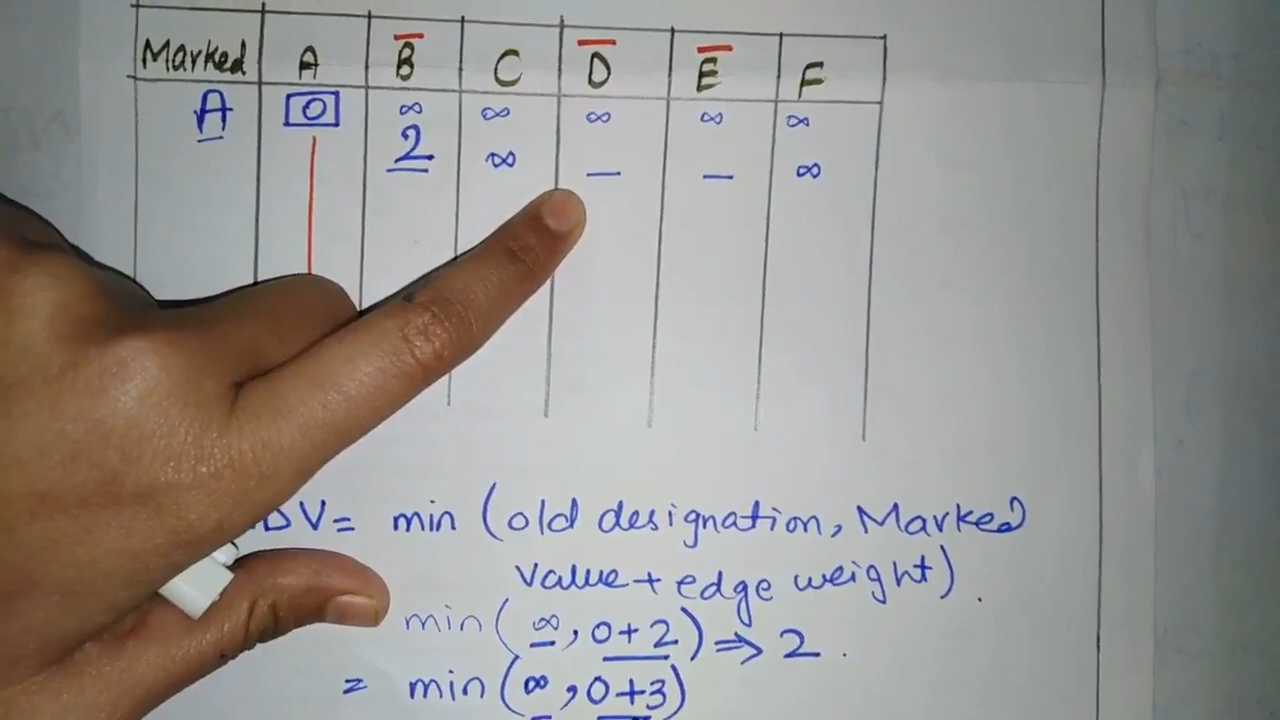 Marked A B C D E F
A 0 ∞ ∞ ∞ ∞ ∞
2 ∞ — — ∞
DV = min (old designation, Marked
value + edge weight).
min (∞, 0+2) ⇒ 2.
= min (∞, 0+3)